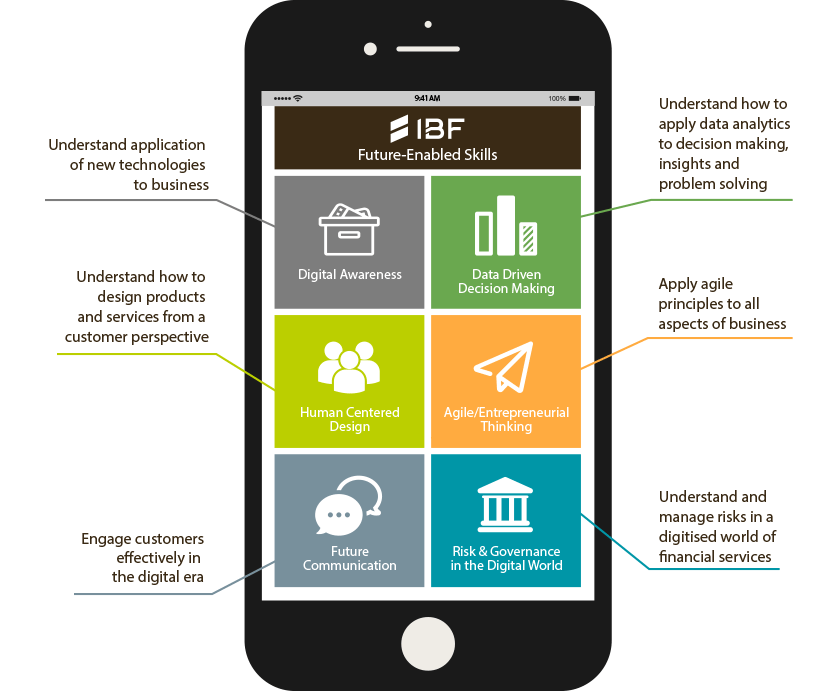 9:41 AM
100%
IBF
Future-Enabled Skills
Understand application
of new technologies
to business
Digital Awareness
Data Driven
Decision Making
Understand how to
apply data analytics
to decision making,
insights and
problem solving
Understand how to
design products
and services from a
customer perspective
Human Centered
Design
Agile/Entrepreneurial
Thinking
Apply agile
principles to all
aspects of business
Engage customers
effectively in
the digital era
Future
Communication
Risk & Governance
in the Digital World
Understand and
manage risks in a
digitised world of
financial services